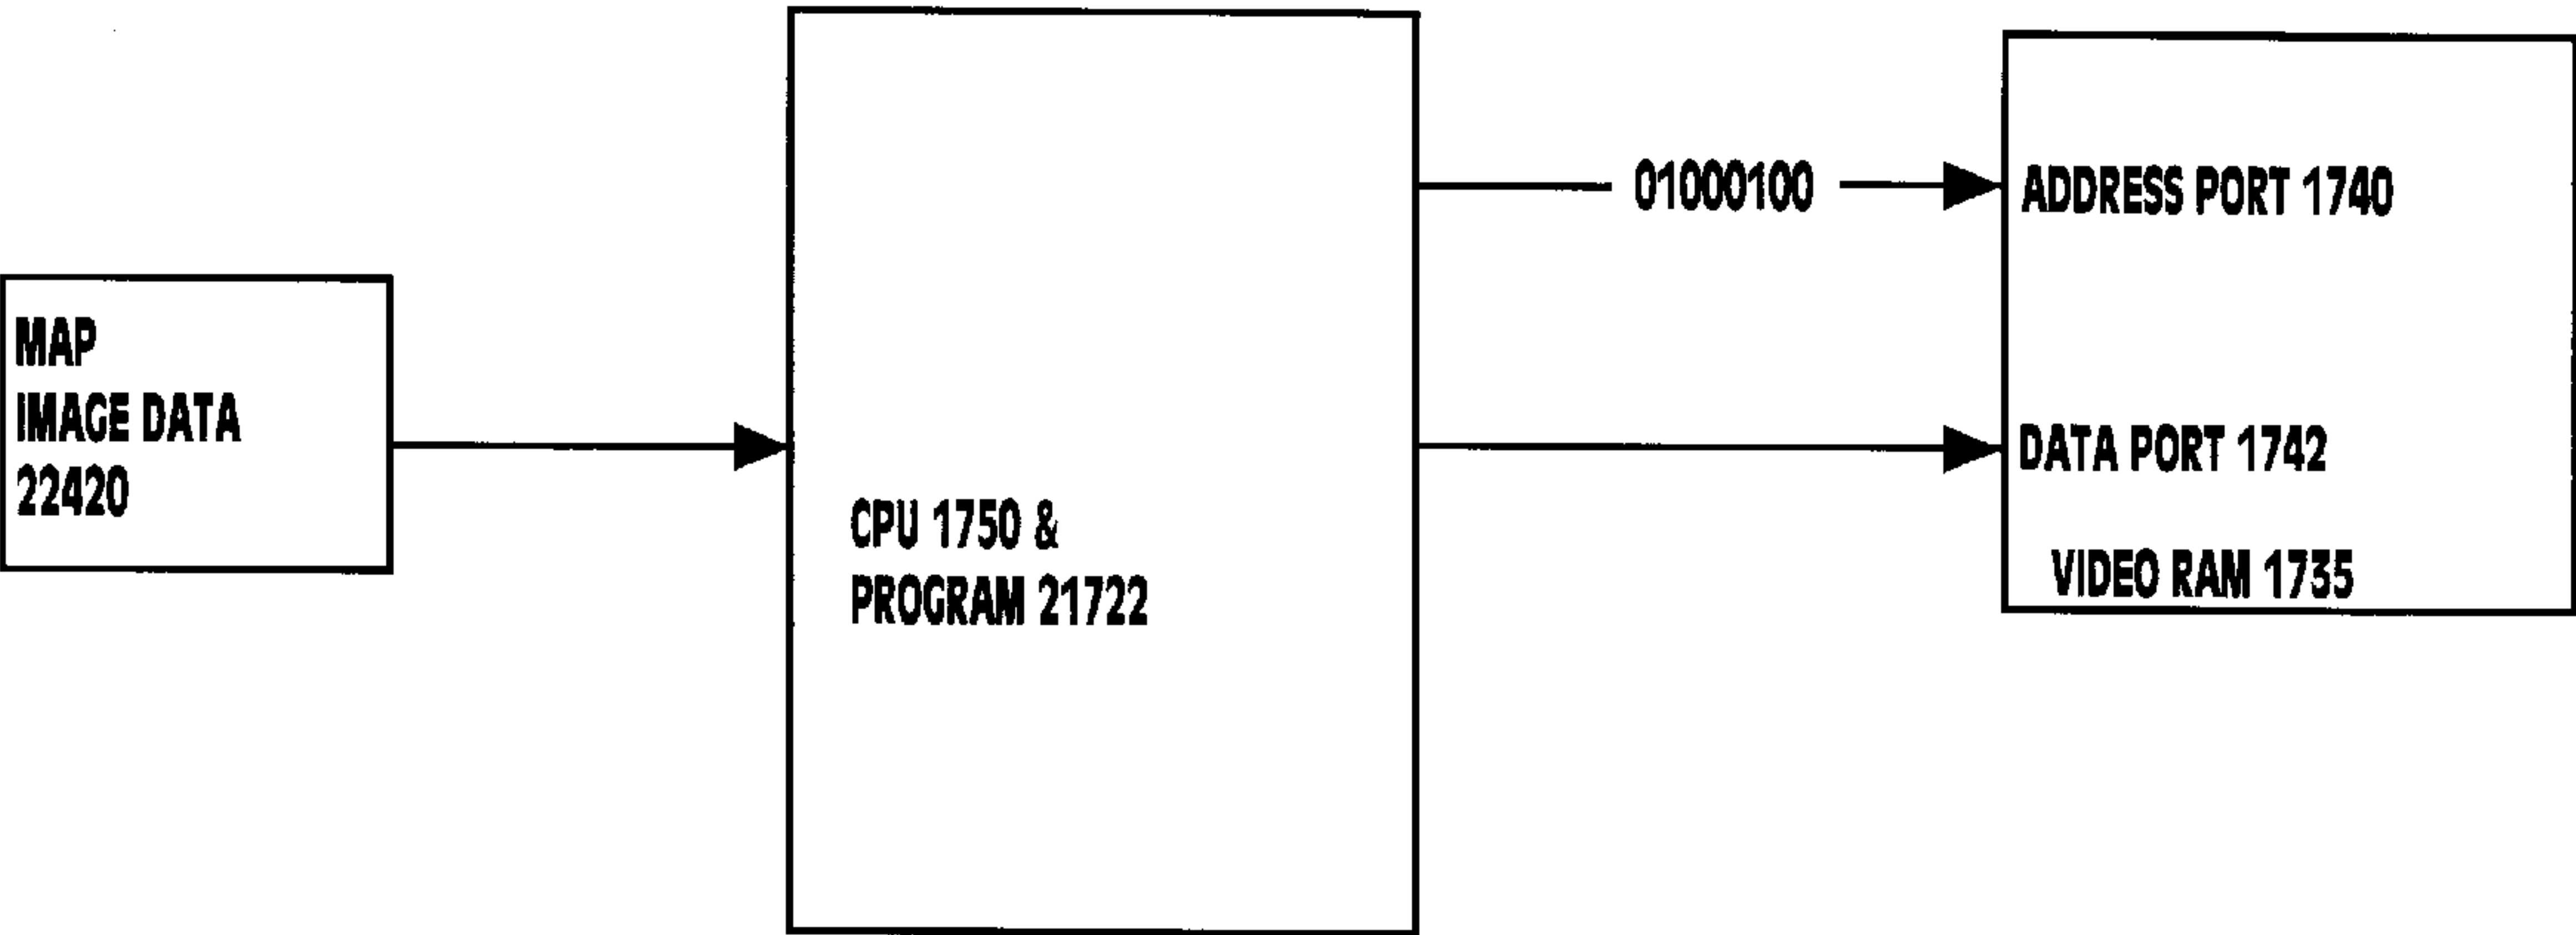 MAP
IMAGE DATA
22420
CPU 1750 &
PROGRAM 21722
01000100
ADDRESS PORT 1740
DATA PORT 1742
VIDEO RAM 1735